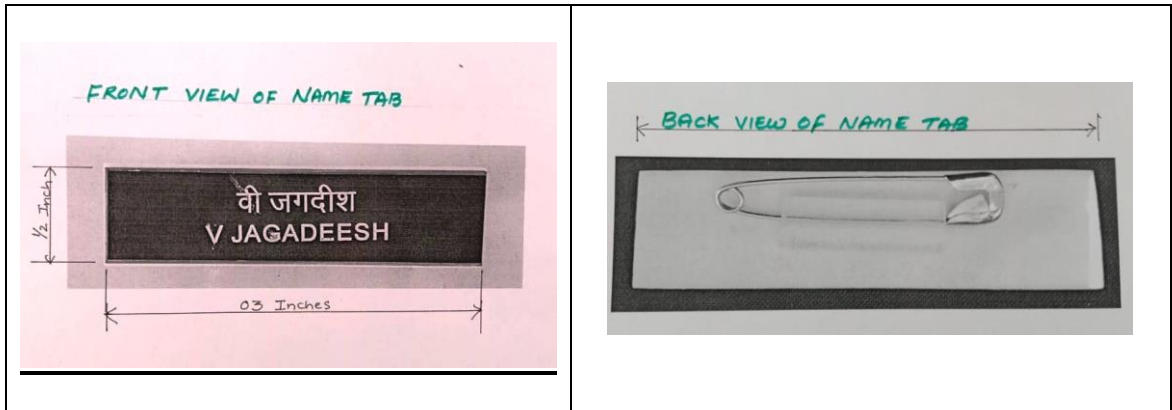 FRONT VIEW OF NAME TAB
1/2 Inch
वी जगदीश
V JAGADEESH
03 Inches
BACK VIEW OF NAME TAB